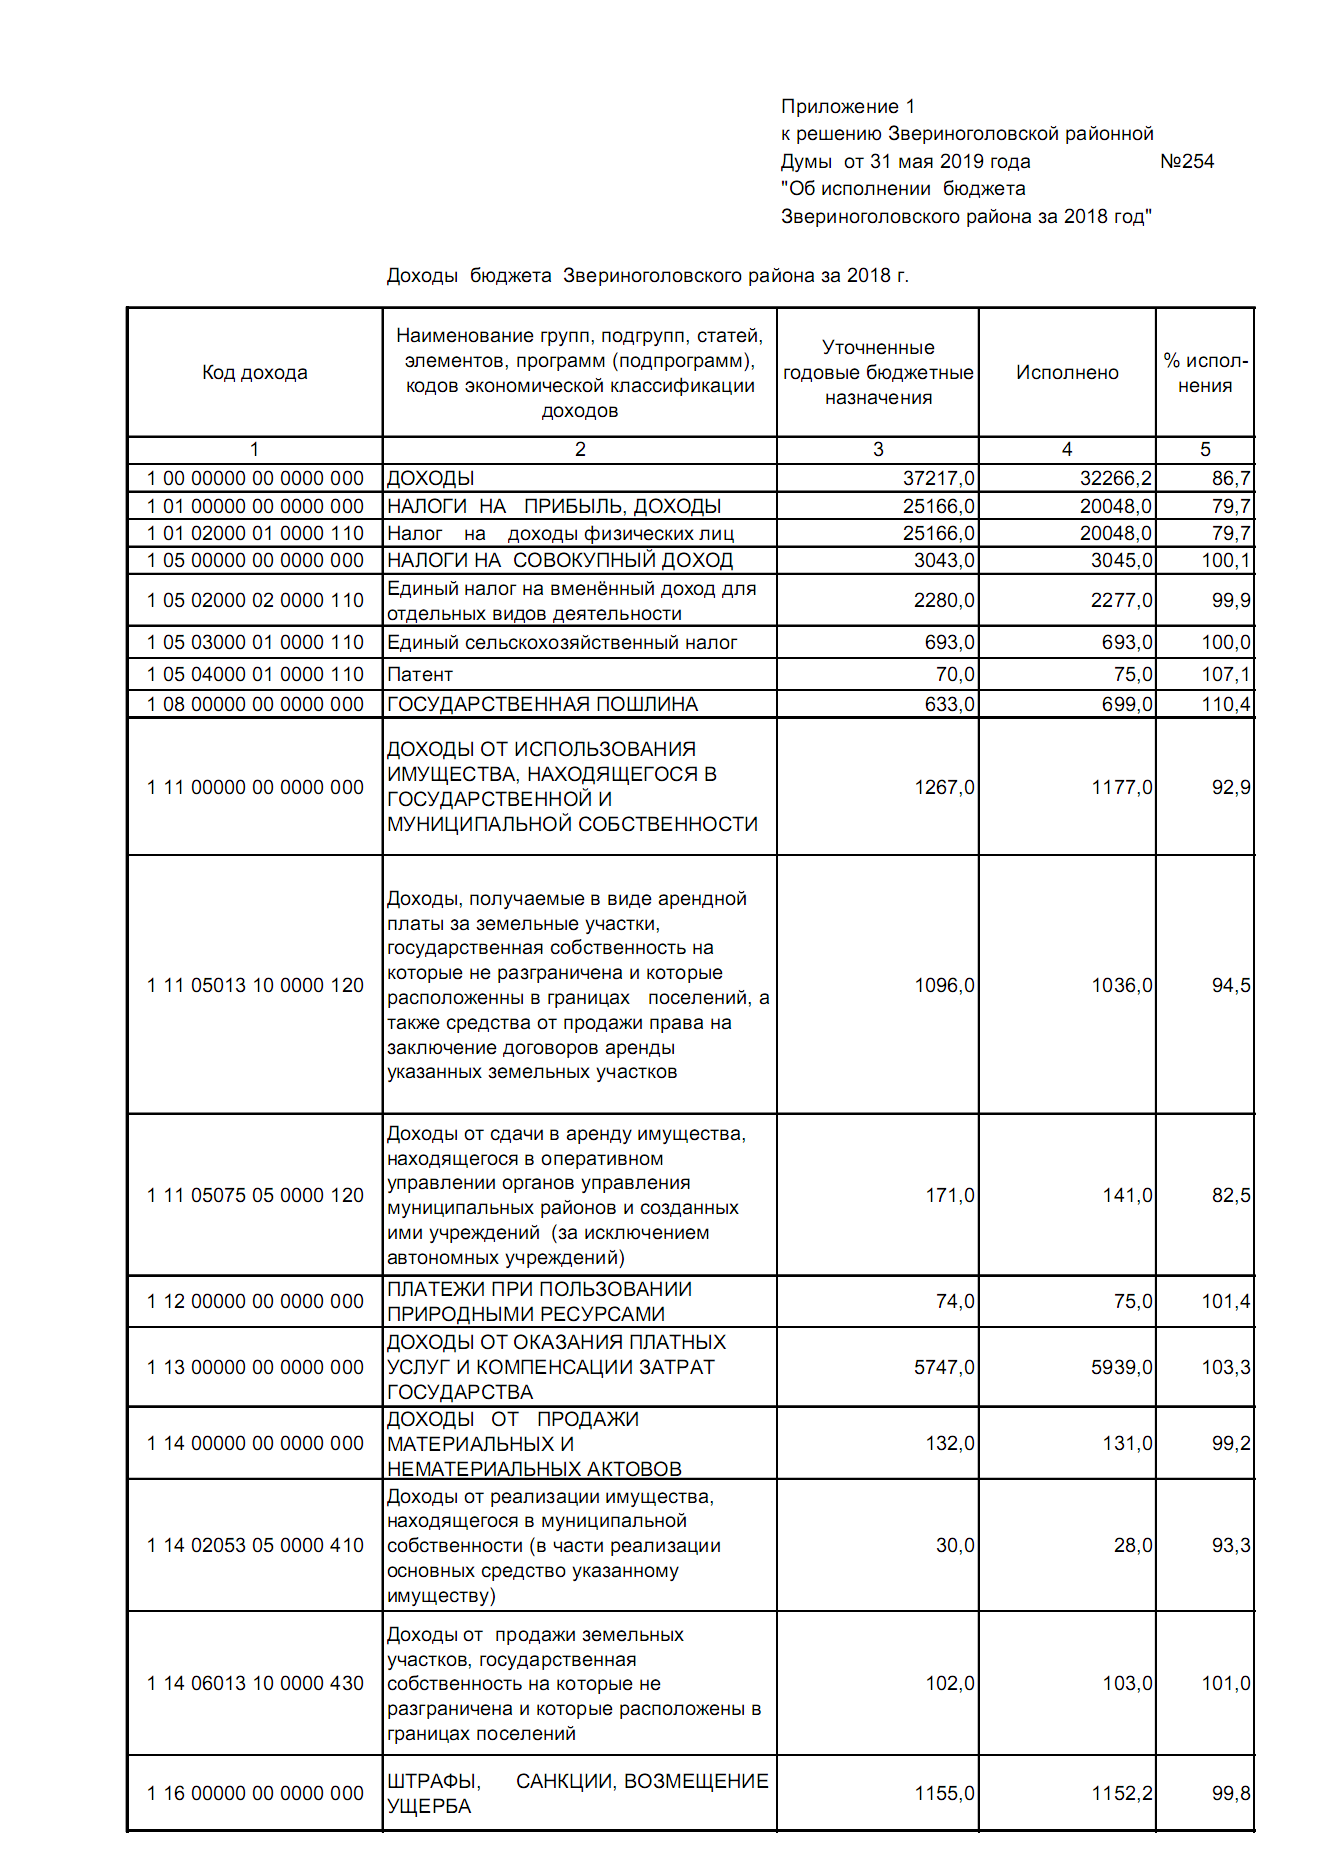 Приложение 1
к решению Звериноголовской районной
Думы от 31 мая 2019 года №254
"Об исполнении бюджета
Звериноголовского района за 2018 год"
Доходы бюджета Звериноголовского района за 2018 г.
Код дохода
Наименование групп, подгрупп, статей,
элементов, программ (подпрограмм),
кодов экономической классификации
доходов
Уточненные
годовые бюджетные
назначения
Исполнено
% испол-
нения
1 2 3 4 5
1 00 00000 00 0000 000 ДОХОДЫ 37217,0 32266,2 86,7
1 01 00000 00 0000 000 НАЛОГИ НА ПРИБЫЛЬ, ДОХОДЫ 25166,0 20048,0 79,7
1 01 02000 01 0000 110 Налог на доходы физических лиц 25166,0 20048,0 79,7
1 05 00000 00 0000 000 НАЛОГИ НА СОВОКУПНЫЙ ДОХОД 3043,0 3045,0 100,1
1 05 02000 02 0000 110 Единый налог на вменённый доход для
отдельных видов деятельности 2280,0 2277,0 99,9
1 05 03000 01 0000 110 Единый сельскохозяйственный налог 693,0 693,0 100,0
1 05 04000 01 0000 110 Патент 70,0 75,0 107,1
1 08 00000 00 0000 000 ГОСУДАРСТВЕННАЯ ПОШЛИНА 633,0 699,0 110,4
1 11 00000 00 0000 000 ДОХОДЫ ОТ ИСПОЛЬЗОВАНИЯ
ИМУЩЕСТВА, НАХОДЯЩЕГОСЯ В
ГОСУДАРСТВЕННОЙ И
МУНИЦИПАЛЬНОЙ СОБСТВЕННОСТИ 1267,0 1177,0 92,9
1 11 05013 10 0000 120 Доходы, получаемые в виде арендной
платы за земельные участки,
государственная собственность на
которые не разграничена и которые
расположенны в границах поселений, а
также средства от продажи права на
заключение договоров аренды
указанных земельных участков 1096,0 1036,0 94,5
1 11 05075 05 0000 120 Доходы от сдачи в аренду имущества,
находящегося в оперативном
управлении органов управления
муниципальных районов и созданных
ими учреждений (за исключением
автономных учреждений) 171,0 141,0 82,5
1 12 00000 00 0000 000 ПЛАТЕЖИ ПРИ ПОЛЬЗОВАНИИ
ПРИРОДНЫМИ РЕСУРСАМИ 74,0 75,0 101,4
1 13 00000 00 0000 000 ДОХОДЫ ОТ ОКАЗАНИЯ ПЛАТНЫХ
УСЛУГ И КОМПЕНСАЦИИ ЗАТРАТ
ГОСУДАРСТВА 5747,0 5939,0 103,3
1 14 00000 00 0000 000 ДОХОДЫ ОТ ПРОДАЖИ
МАТЕРИАЛЬНЫХ И
НЕМАТЕРИАЛЬНЫХ АКТОВОВ 132,0 131,0 99,2
1 14 02053 05 0000 410 Доходы от реализации имущества,
находящегося в муниципальной
собственности (в части реализации
основных средство указанному
имуществу) 30,0 28,0 93,3
1 14 06013 10 0000 430 Доходы от продажи земельных
участков, государственная
собственность на которые не
разграничена и которые расположены в
границах поселений 102,0 103,0 101,0
1 16 00000 00 0000 000 ШТРАФЫ, САНКЦИИ, ВОЗМЕЩЕНИЕ
УЩЕРБА 1155,0 1152,2 99,8